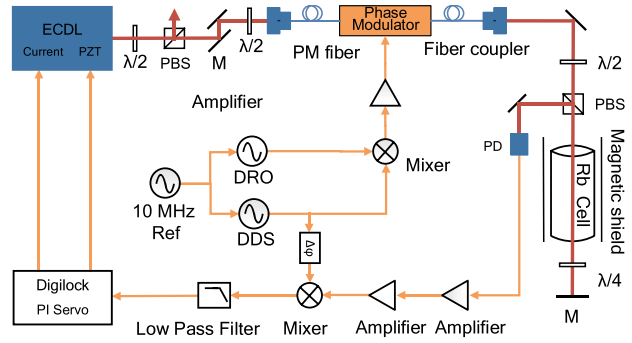 ECDL
Current PZT
λ/2
PBS
M
λ/2
PM fiber
Phase
Modulator
Fiber coupler
λ/2
PBS
Amplifier
PD
Mixer
DRO
10 MHz
Ref
DDS
Rb Cell
Magnetic shield
Δφ
λ/4
M
Digilock
PI Servo
Low Pass Filter
Mixer
Amplifier
Amplifier